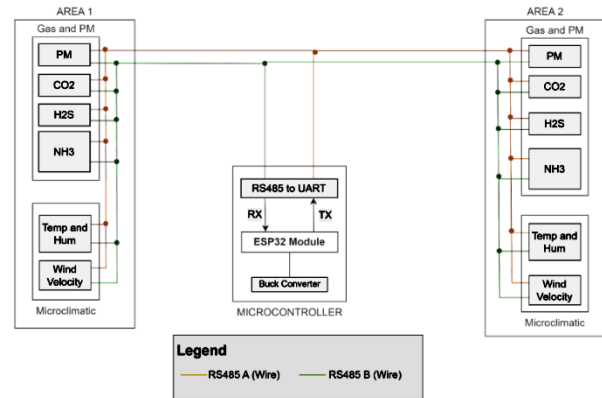 AREA 1
Gas and PM
PM
CO2
H2S
NH3
Temp and
Hum
Wind
Velocity
Microclimatic
RS485 to UART
RX
TX
ESP32 Module
Buck Converter
MICROCONTROLLER
AREA 2
Gas and PM
PM
CO2
H2S
NH3
Temp and
Hum
Wind
Velocity
Microclimatic
Legend
RS485 A (Wire)
RS485 B (Wire)